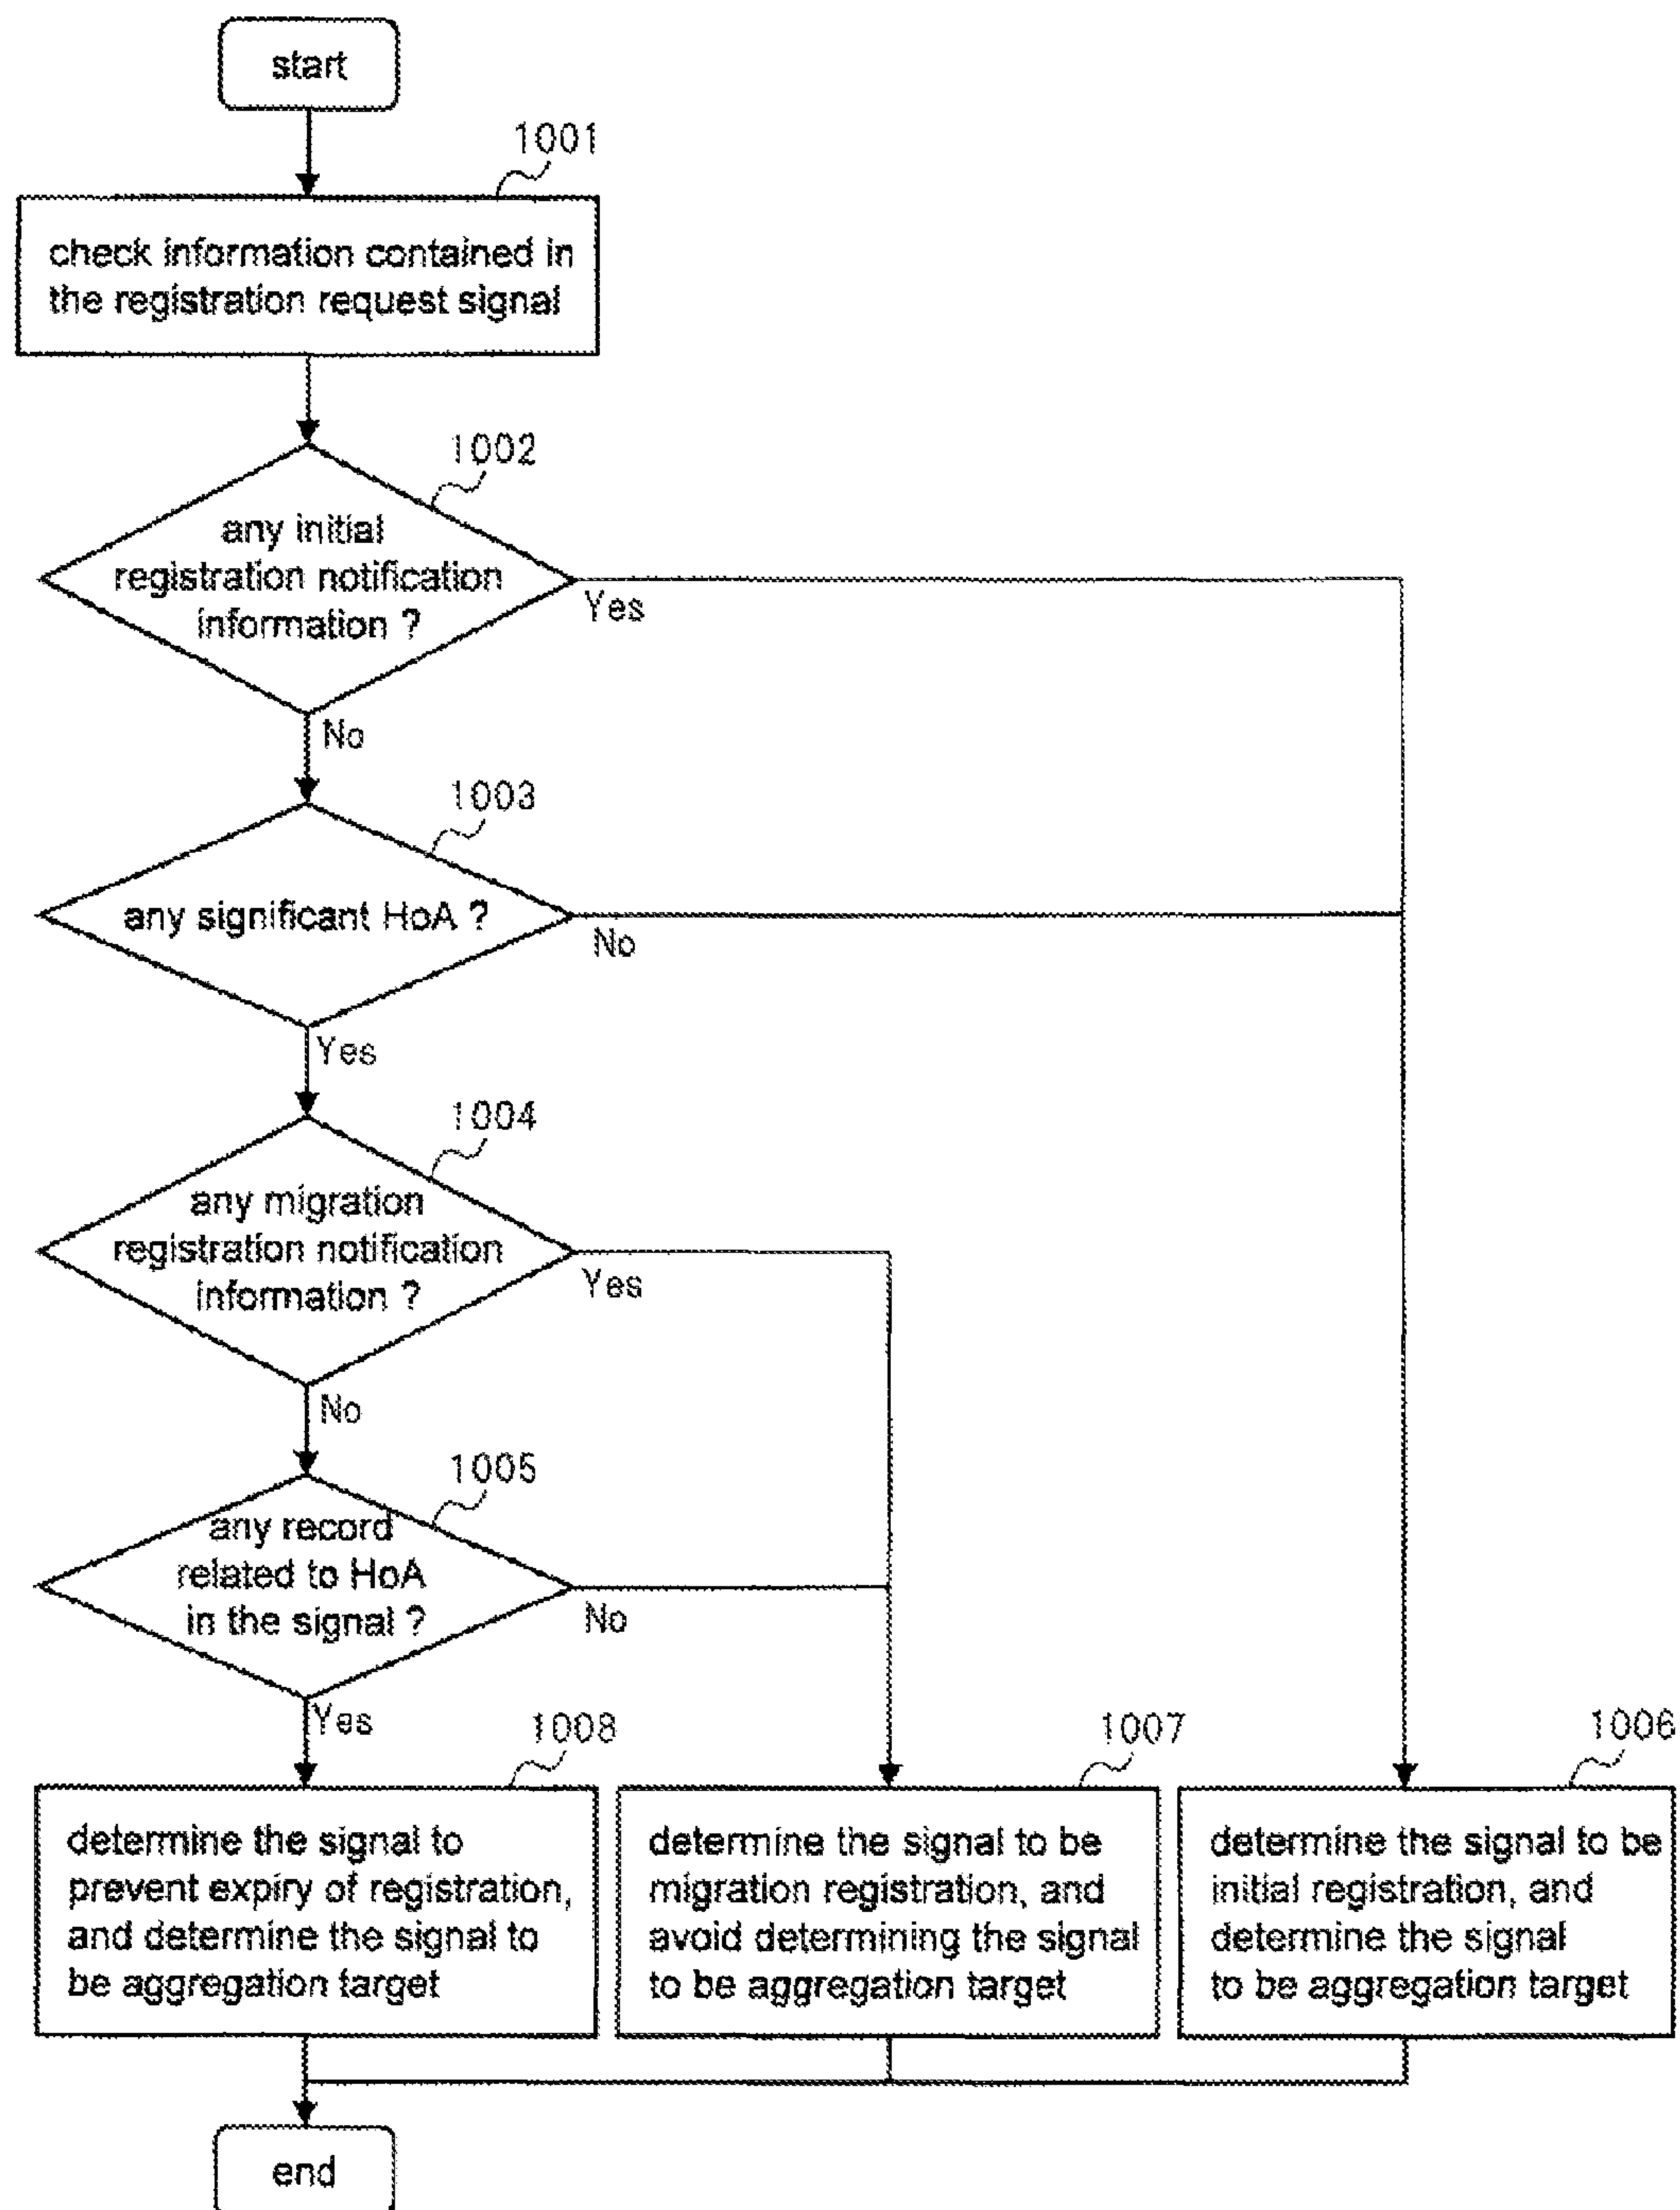 start
1001
check information contained in
the registration request signal
1002
any initial
registration notification
information ?
Yes
No
1003
any significant HoA ?
No
Yes
1004
any migration
registration notification
information ?
Yes
No
1005
any record
related to HoA
in the signal ?
No
Yes
1008
determine the signal to
prevent expiry of registration,
and determine the signal to
be aggregation target
1007
determine the signal to be
migration registration, and
avoid determining the signal
to be aggregation target
1006
determine the signal to be
initial registration, and
determine the signal
to be aggregation target
end